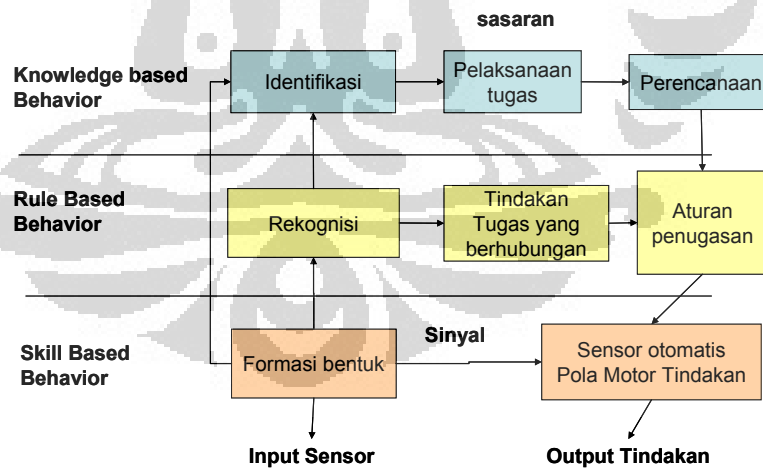 sasaran
Knowledge based
Behavior
Identifikasi
Pelaksanaan
tugas
Perencanaan
Rule Based
Behavior
Rekognisi
Tindakan
Tugas yang
berhubungan
Aturan
penugasan
Skill Based
Behavior
Formasi bentuk
Sinyal
Sensor otomatis
Pola Motor Tindakan
Input Sensor
Output Tindakan